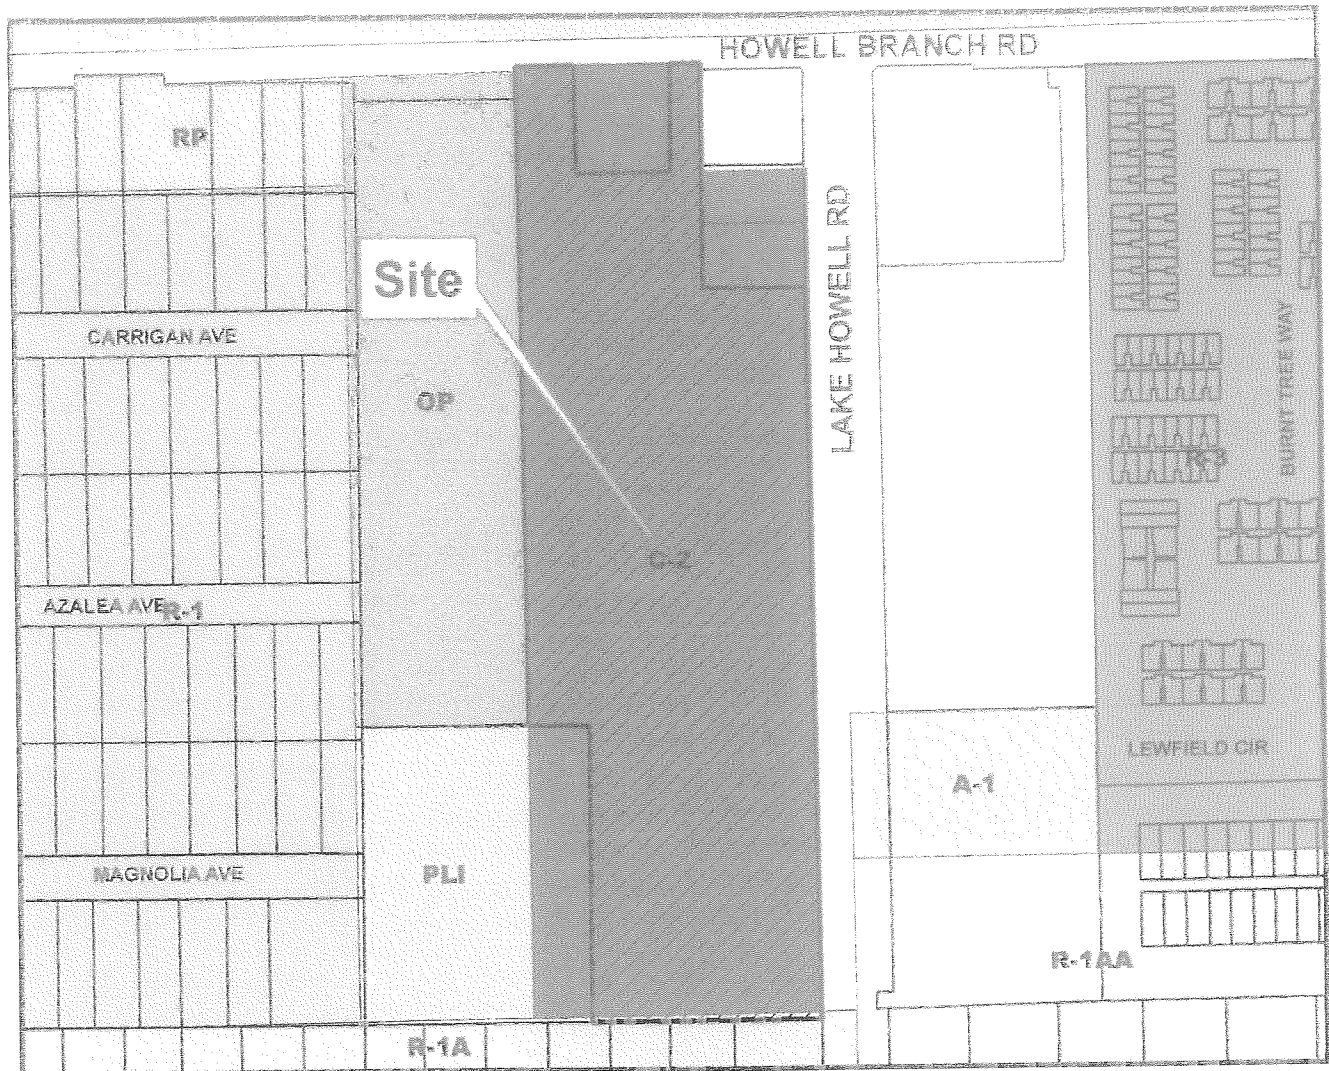 HOWELL BRANCH RD
RP
LAKE HOWELL RD
Site
CARRIGAN AVE
BURNT TREE WAY
OP
R-3
C-2
AZALEA AVE
R-1
LEWFIELD CIR
A-1
MAGNOLIA AVE
PLI
R-1AA
R-1A